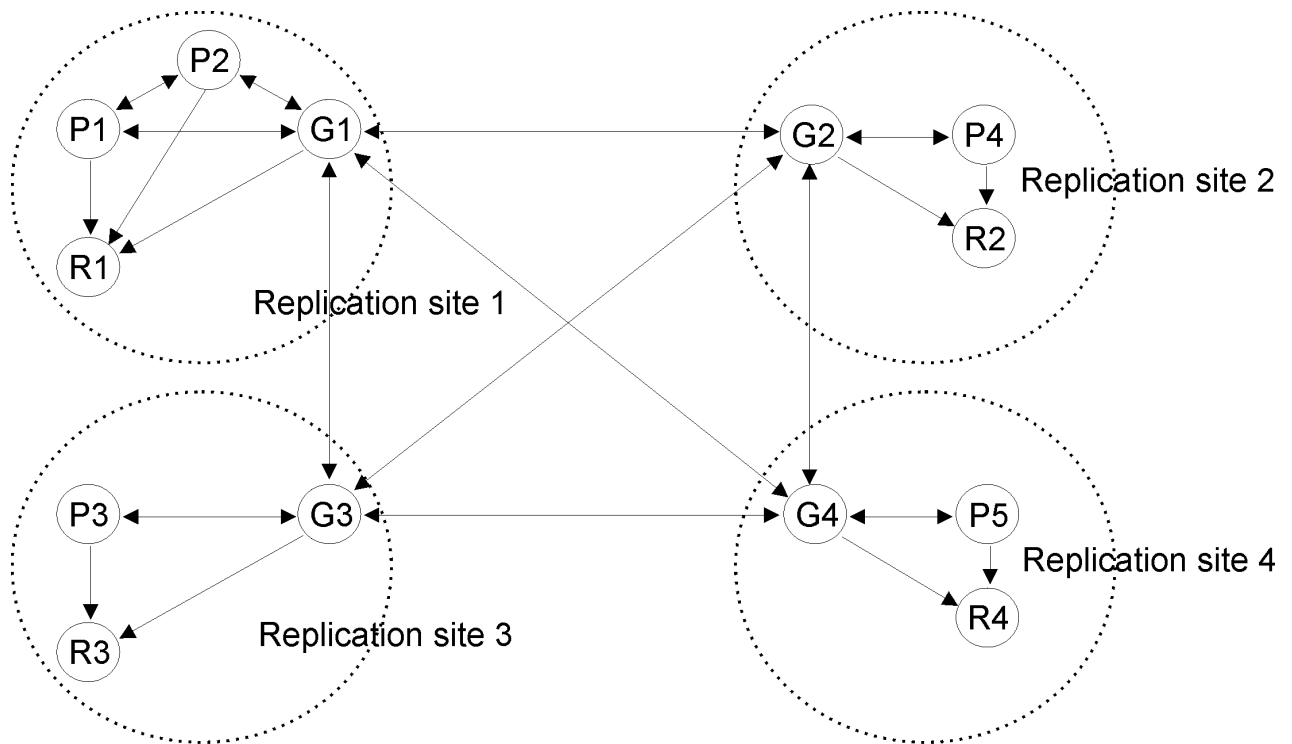 P2
P1
G1
R1
Replication site 1
G2
P4
Replication site 2
R2
P3
G3
R3
Replication site 3
G4
P5
Replication site 4
R4